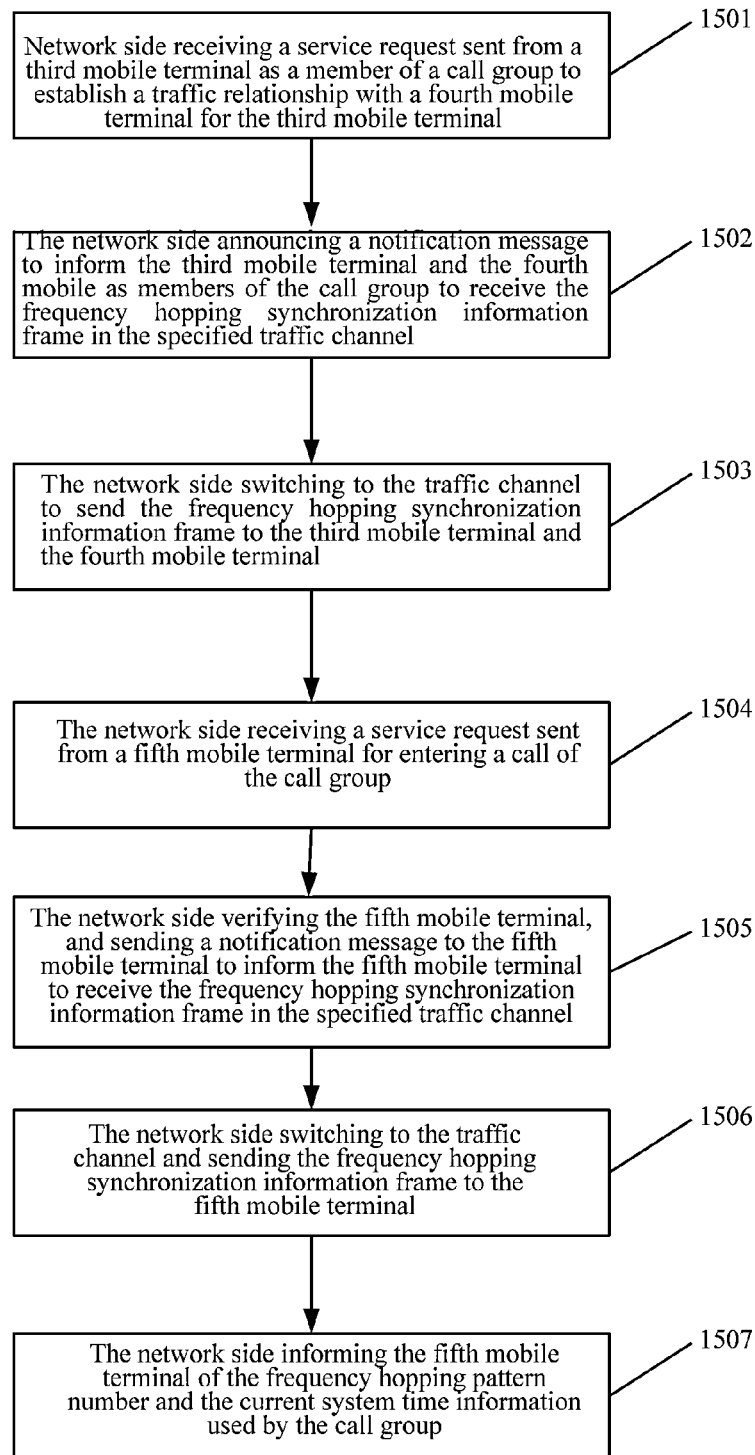 1501
Network side receiving a service request sent from a
third mobile terminal as a member of a call group to
establish a traffic relationship with a fourth mobile
terminal for the third mobile terminal
1502
The network side announcing a notification message
to inform the third mobile terminal and the fourth
mobile as members of the call group to receive the
frequency hopping synchronization information
frame in the specified traffic channel
1503
The network side switching to the traffic channel
to send the frequency hopping synchronization
information frame to the third mobile terminal and
the fourth mobile terminal
1504
The network side receiving a service request sent
from a fifth mobile terminal for entering a call of
the call group
1505
The network side verifying the fifth mobile terminal,
and sending a notification message to the fifth
mobile terminal to inform the fifth mobile terminal
to receive the frequency hopping synchronization
information frame in the specified traffic channel
1506
The network side switching to the traffic
channel and sending the frequency hopping
synchronization information frame to the
fifth mobile terminal
1507
The network side informing the fifth mobile
terminal of the frequency hopping pattern
number and the current system time information
used by the call group